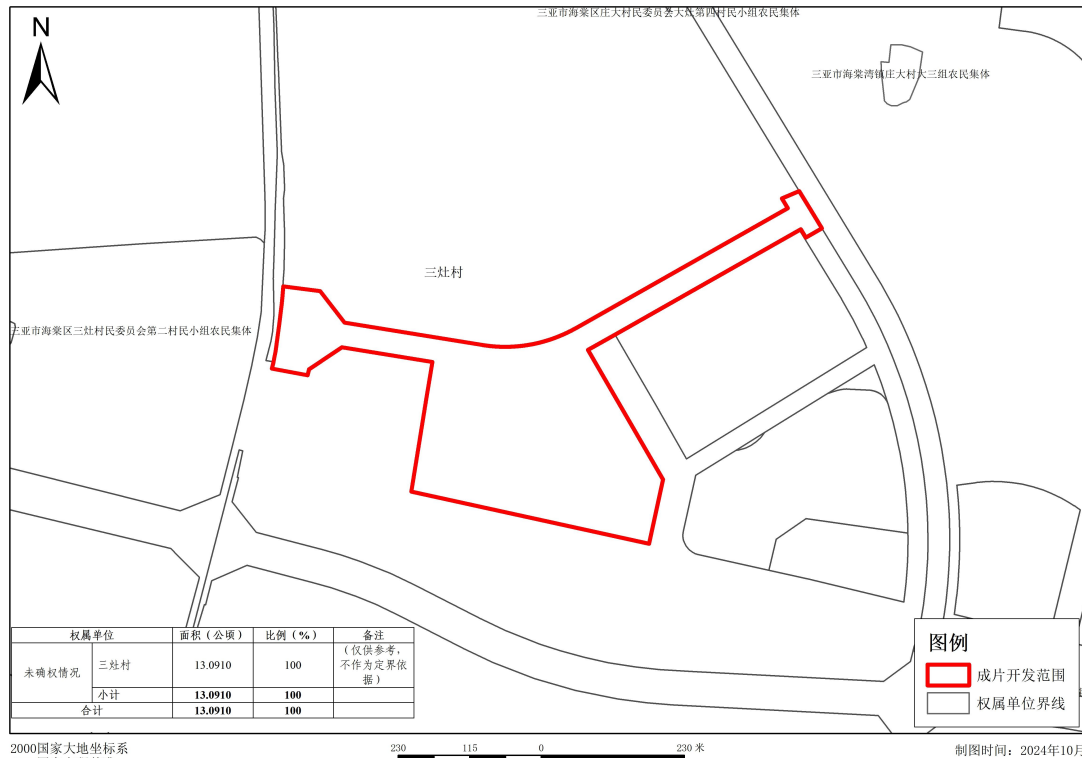 三亚市海棠区庄大村民委员会大灶第四村民小组农民集体
N
三亚市海棠湾镇庄大村大三组农民集体
三灶村
三亚市海棠区三灶村民委员会第二村民小组农民集体
权属单位 面积（公顷） 比例（%） 备注
未确权情况 三灶村 13.0910 100 （仅供参考，不作为定界依据）
小计 13.0910 100
合计 13.0910 100
图例
成片开发范围
权属单位界线
2000国家大地坐标系
230 115 0 230 米
制图时间：2024年10月